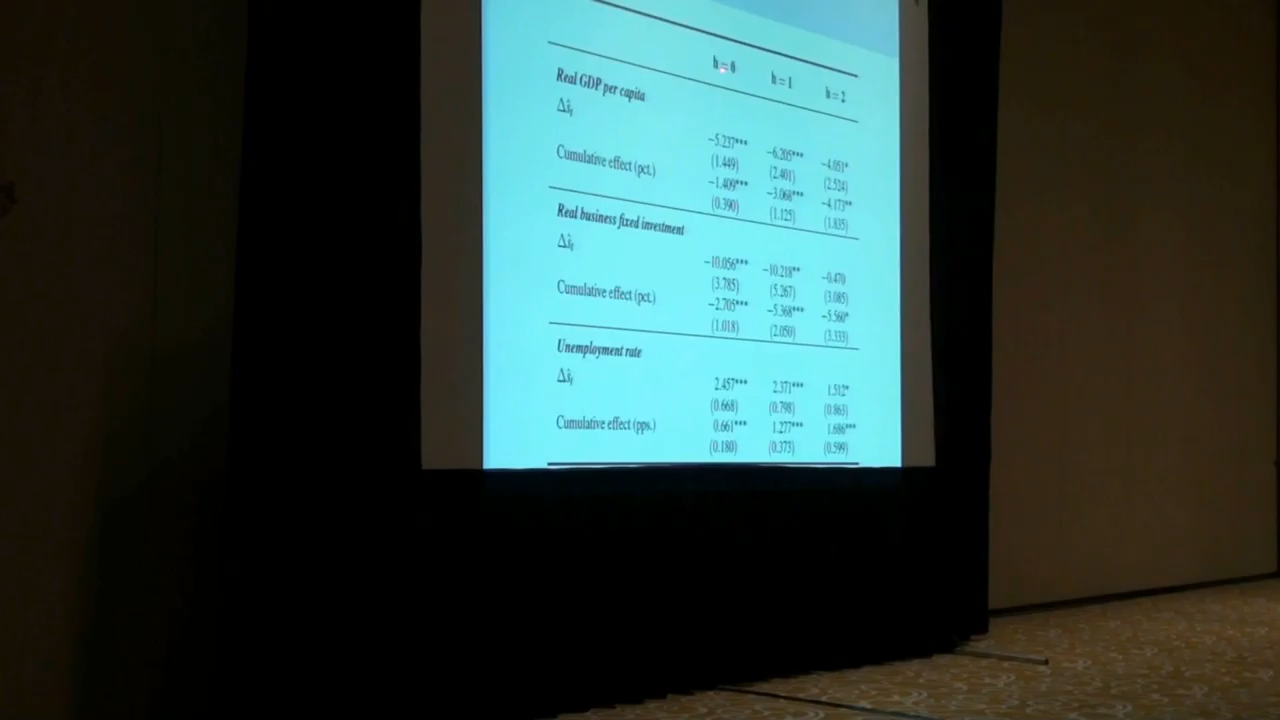 h = 0 h = 1 h = 2
Real GDP per capita
Δŝₜ -5.237*** -6.205*** -4.051*
(1.449) (2.401) (2.524)
Cumulative effect (pct.) -1.409*** -3.068*** -4.173**
(0.390) (1.125) (1.835)
Real business fixed investment
Δŝₜ -10.056*** -10.218** -0.470
(3.785) (5.267) (3.085)
Cumulative effect (pct.) -2.705*** -5.368*** -5.560*
(1.018) (2.050) (3.333)
Unemployment rate
Δŝₜ 2.457*** 2.371*** 1.512*
(0.668) (0.798) (0.863)
Cumulative effect (pps.) 0.661*** 1.277*** 1.686***
(0.180) (0.373) (0.599)